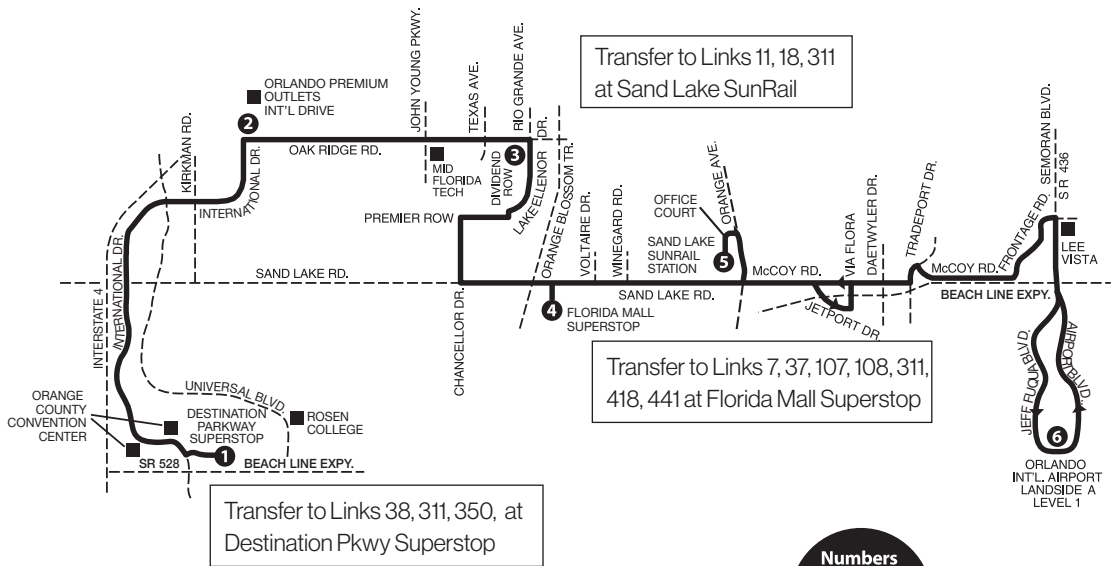 Transfer to Links 11, 18, 311
at Sand Lake SunRail
ORLANDO PREMIUM
OUTLETS
INT'L DRIVE
JOHN YOUNG PKWY.
TEXAS AVE.
RIO GRANDE AVE.
2
KIRKMAN RD.
OAK RIDGE RD.
3
MID
FLORIDA
TECH
DIVIDEND
ROW
LAKE ELLENOR DR.
INTERNATIONAL DR.
PREMIER ROW
ORANGE BLOSSOM TR.
VOLTAIRE DR.
WINEGARD RD.
OFFICE
COURT
ORANGE AVE.
SAND LAKE
SUNRAIL
STATION
5
VIA FLORA
DAETWYLER DR.
TRADEPORT DR.
FRONTAGE RD.
SEMORAN BLVD.
S R 436
LEE
VISTA
INTERSTATE 4
INTERNATIONAL DR.
SAND LAKE RD.
CHANCELLOR DR.
4
FLORIDA MALL
SUPERSTOP
SAND LAKE RD.
McCOY RD.
JETPORT DR.
McCOY RD.
BEACH LINE EXPY.
Transfer to Links 7, 37, 107, 108, 311,
418, 441 at Florida Mall Superstop
JEFF FUQUA BLVD.
AIRPORT BLVD.
6
ORLANDO
INT'L. AIRPORT
LANDSIDE A
LEVEL 1
ORANGE
COUNTY
CONVENTION
CENTER
UNIVERSAL BLVD.
DESTINATION
PARKWAY
SUPERSTOP
1
ROSEN
COLLEGE
SR 528
BEACH LINE EXPY.
Transfer to Links 38, 311, 350, at
Destination Pkwy Superstop
Numbers